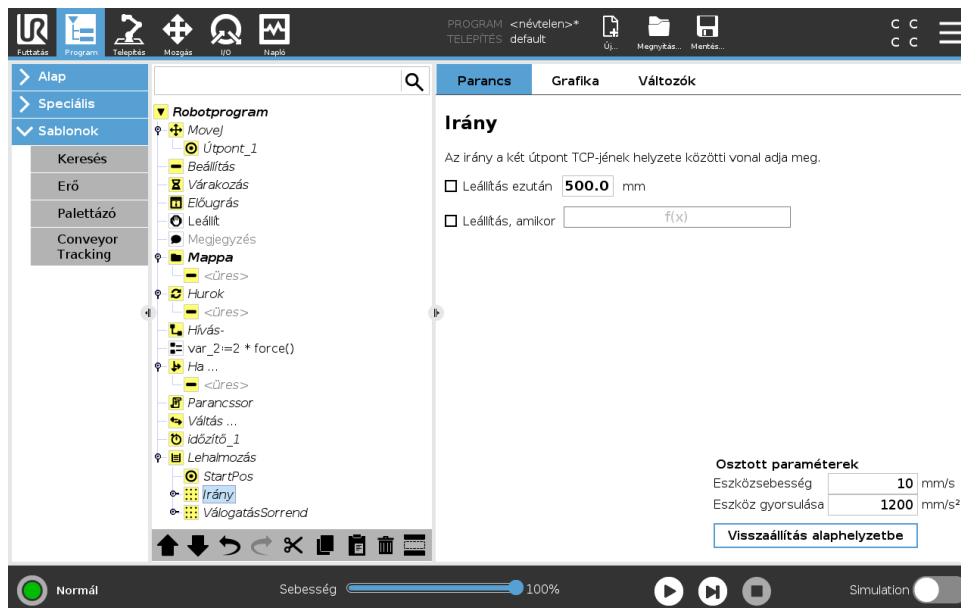 UR
Futtatás Program Telepítés Mozgás I/O Napló
PROGRAM <névtelen>*
TELEPÍTÉS default
Új... Megnyitás... Mentés...
C C
C C
Alap
Speciális
Sablonok
Keresés
Erő
Palettázó
Conveyor
Tracking
Robotprogram
MoveJ
Útpont_1
Beállítás
Várakozás
Előugrás
Leállít
Megjegyzés
Mappa
<üres>
Hurok
<üres>
Hívás-
var_2:=2 * force()
Ha ...
<üres>
Parancssor
Váltás ...
időzítő_1
Lehalmozás
StartPos
Irány
VálogatásSorrend
Parancs Grafika Változók
Irány
Az irány a két útpont TCP-jének helyzete közötti vonal adja meg.
Leállítás ezután 500.0 mm
Leállítás, amikor f(x)
Osztott paraméterek
Eszközsebesség 10 mm/s
Eszköz gyorsulása 1200 mm/s²
Visszaállítás alaphelyzetbe
Normál
Sebesség 100%
Simulation